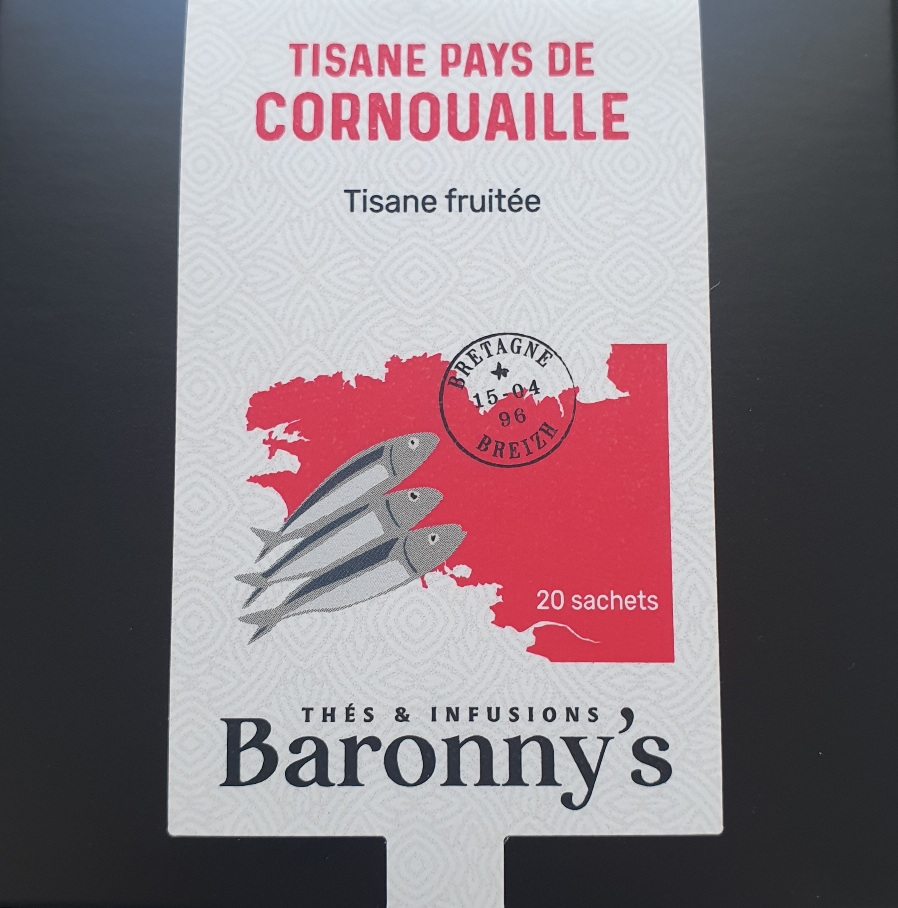 TISANE PAYS DE
CORNOUAILLE
Tisane fruitée
BRETAGNE
15-04
96
BREIZH
20 sachets
THÉS & INFUSIONS
Baronny's